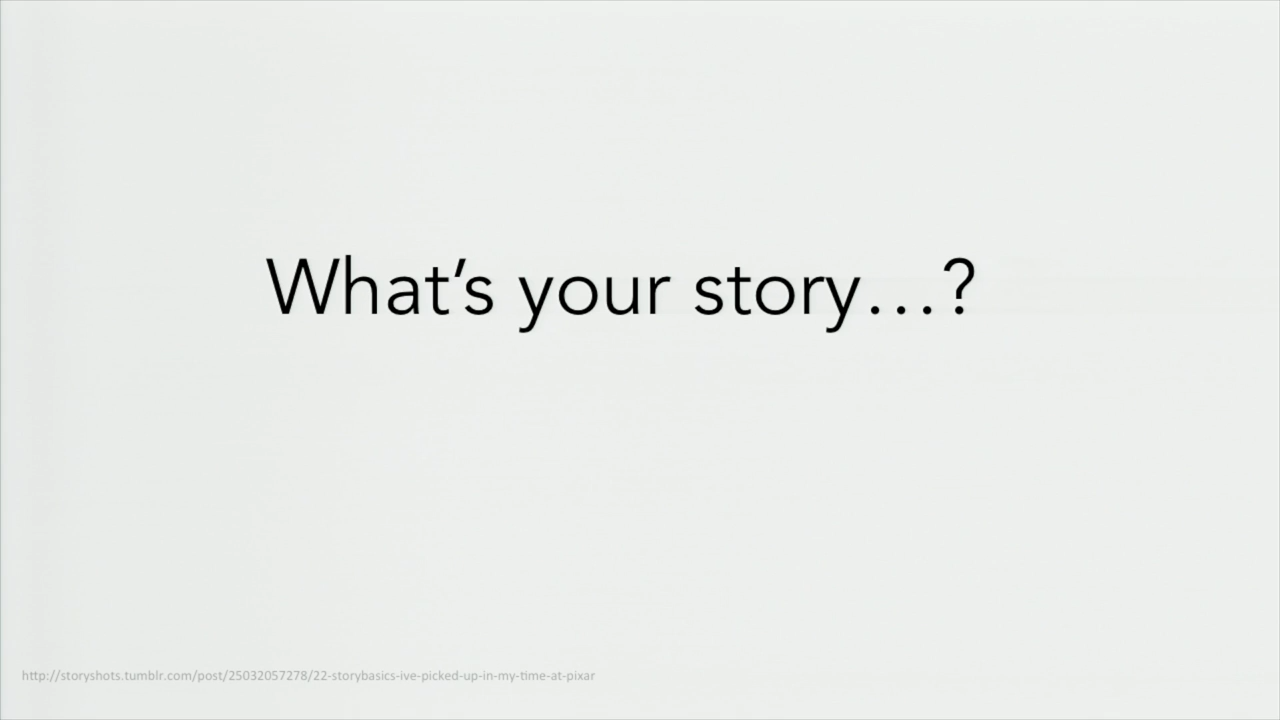 What’s your story…?
http://storyshots.tumblr.com/post/25032057278/22-storybasics-ive-picked-up-in-my-time-at-pixar